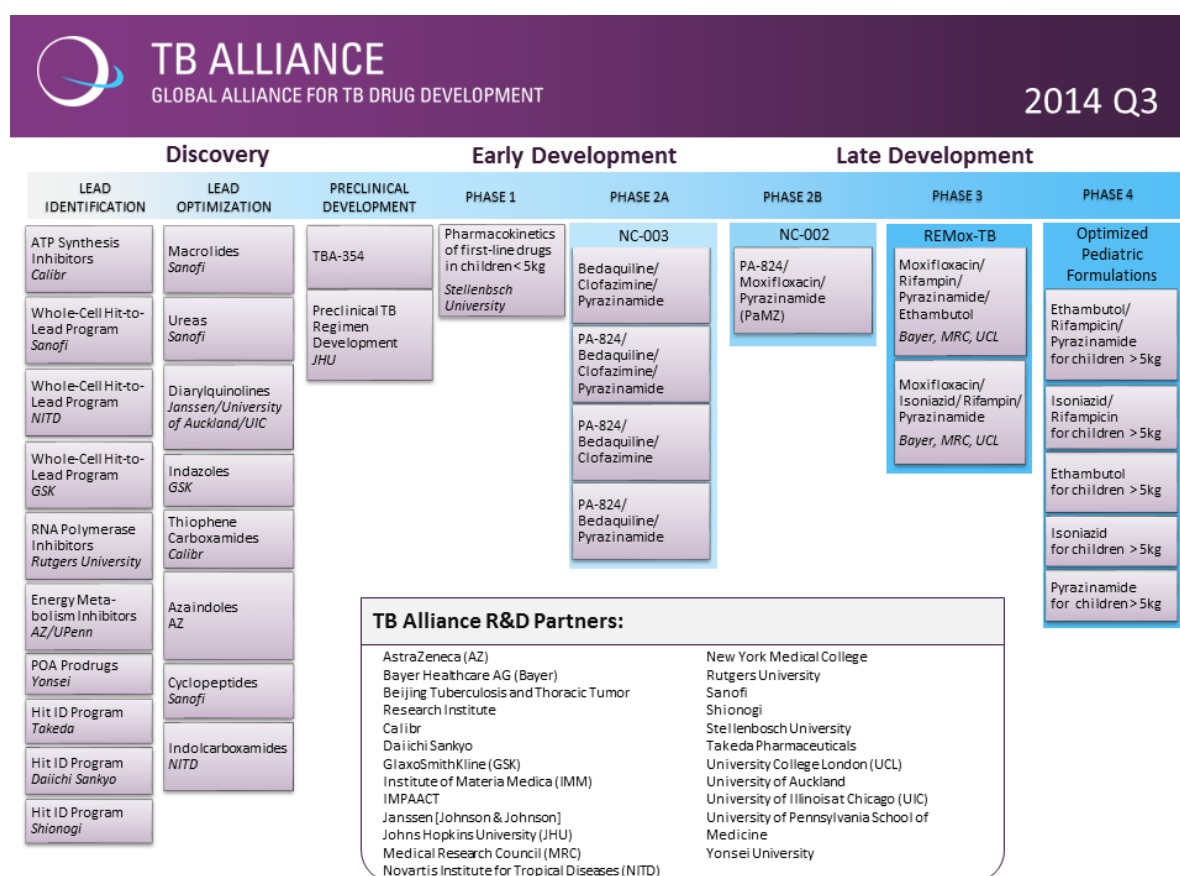 TB ALLIANCE
GLOBAL ALLIANCE FOR TB DRUG DEVELOPMENT
2014 Q3
Discovery
Early Development
Late Development
LEAD
IDENTIFICATION
LEAD
OPTIMIZATION
PRECLINICAL
DEVELOPMENT
PHASE 1
PHASE 2A
PHASE 2B
PHASE 3
PHASE 4
ATP Synthesis
Inhibitors
Calibr
Whole-Cell Hit-to-
Lead Program
Sanofi
Whole-Cell Hit-to-
Lead Program
NITD
Whole-Cell Hit-to-
Lead Program
GSK
RNA Polymerase
Inhibitors
Rutgers University
Energy Meta-
bolism Inhibitors
AZ/UPenn
POA Prodrugs
Yonsei
Hit ID Program
Takeda
Hit ID Program
Daiichi Sankyo
Hit ID Program
Shionogi
Macrolides
Sanofi
Ureas
Sanofi
Diarylquinolines
Janssen/University
of Auckland/UIC
Indazoles
GSK
Thiophene
Carboxamides
Calibr
Azaindoles
AZ
Cyclopeptides
Sanofi
Indolcarboxamides
NITD
TBA-354
Preclinical TB
Regimen
Development
JHU
Pharmacokinetics
of first-line drugs
in children< 5kg
Stellenbsch
University
NC-003
Bedaquiline/
Clofazimine/
Pyrazinamide
PA-824/
Bedaquiline/
Clofazimine/
Pyrazinamide
PA-824/
Bedaquiline/
Clofazimine
PA-824/
Bedaquiline/
Pyrazinamide
NC-002
PA-824/
Moxifloxacin/
Pyrazinamide
(PaMZ)
REMox-TB
Moxifloxacin/
Rifampin/
Pyrazinamide/
Ethambutol
Bayer, MRC, UCL
Moxifloxacin/
Isoniazid/ Rifampin/
Pyrazinamide
Bayer, MRC, UCL
Optimized
Pediatric
Formulations
Ethambutol/
Rifampicin/
Pyrazinamide
for children > 5kg
Isoniazid/
Rifampicin
for children > 5kg
Ethambutol
for children > 5kg
Isoniazid
for children > 5kg
Pyrazinamide
for children > 5kg
TB Alliance R&D Partners:
AstraZeneca (AZ)
Bayer Healthcare AG (Bayer)
Beijing Tuberculosis and Thoracic Tumor
Research Institute
Calibr
Daiichi Sankyo
GlaxoSmithKline (GSK)
Institute of Materia Medica (IMM)
IMPAACT
Janssen [Johnson & Johnson]
Johns Hopkins University (JHU)
Medical Research Council (MRC)
Novartis Institute for Tropical Diseases (NITD)
New York Medical College
Rutgers University
Sanofi
Shionogi
Stellenbosch University
Takeda Pharmaceuticals
University College London (UCL)
University of Auckland
University of Illinois at Chicago (UIC)
University of Pennsylvania School of
Medicine
Yonsei University